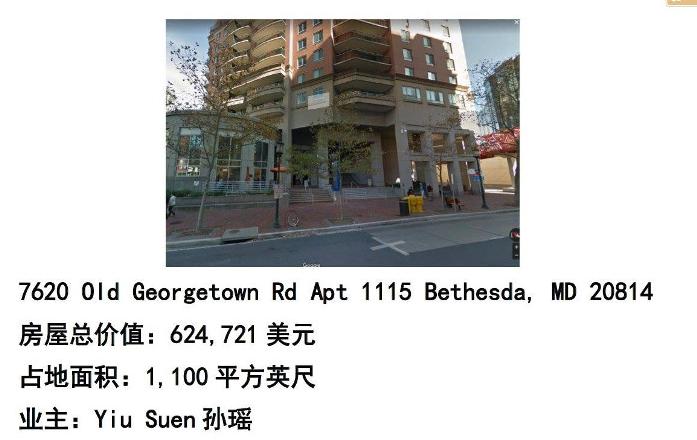 Google
7620 Old Georgetown Rd Apt 1115 Bethesda, MD 20814
房屋总价值：624,721 美元
占地面积：1,100 平方英尺
业主：Yiu Suen 孙瑶